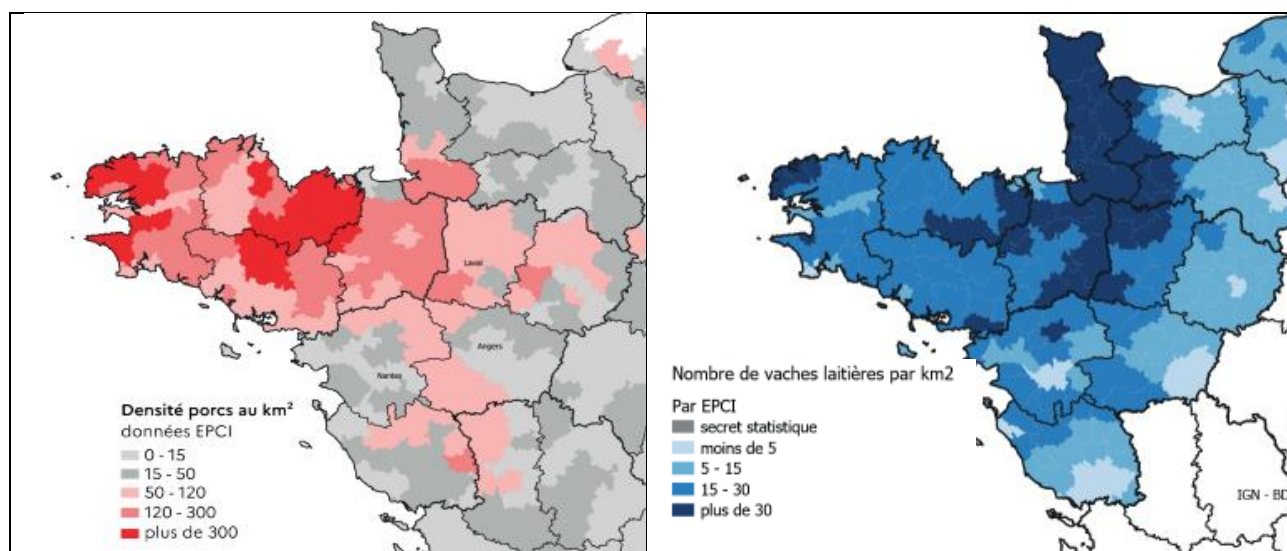 Laval
Angers
Nantes
Densité porcs au km²
données EPCI
0 - 15
15 - 50
50 - 120
120 - 300
plus de 300
Nombre de vaches laitières par km2
Par EPCI
secret statistique
moins de 5
5 - 15
15 - 30
plus de 30
IGN - BD